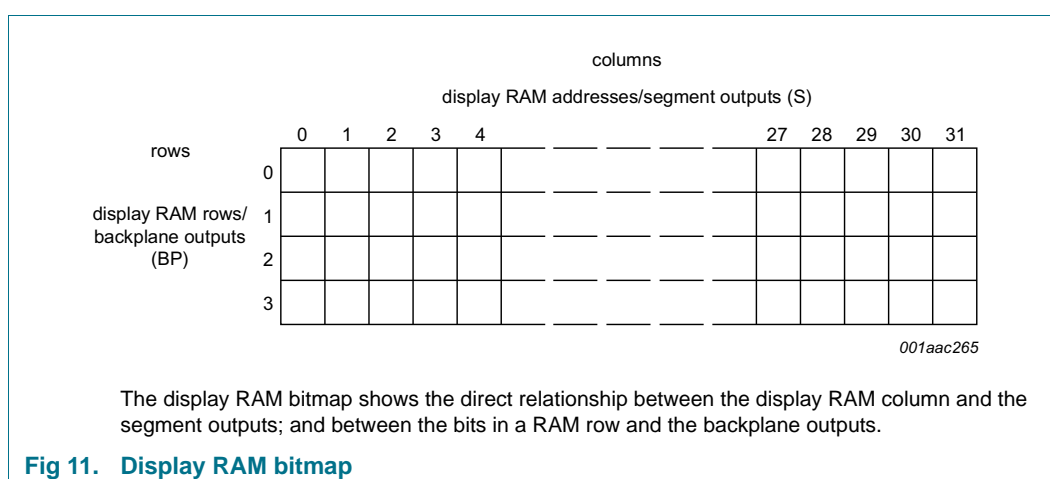 columns
display RAM addresses/segment outputs (S)
0 1 2 3 4 27 28 29 30 31
rows
0
display RAM rows/ 1
backplane outputs
(BP) 2
3
001aac265
The display RAM bitmap shows the direct relationship between the display RAM column and the
segment outputs; and between the bits in a RAM row and the backplane outputs.
Fig 11. Display RAM bitmap